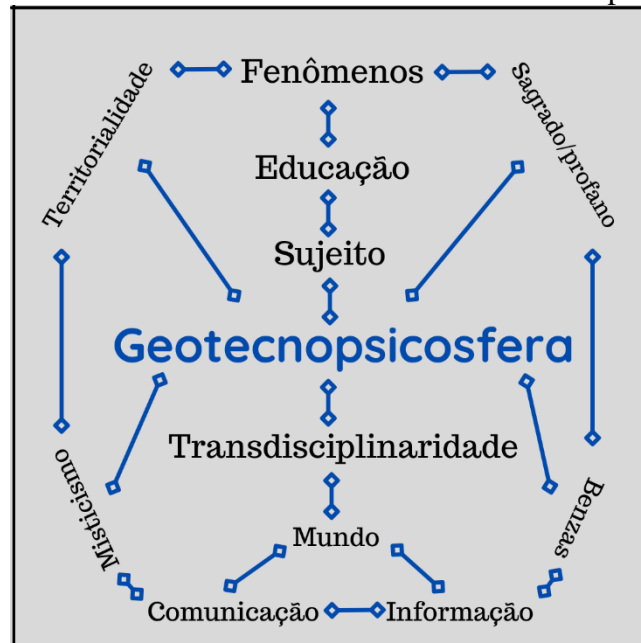 Fenômenos
Territorialidade
Sagrado/profano
Educação
Sujeito
Geotecnopsicosfera
Transdisciplinaridade
Misticismo
Benzas
Mundo
Comunicação
Informação